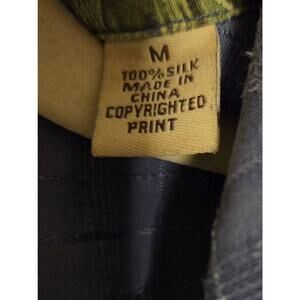 M
100% SILK
MADE IN
CHINA
COPYRIGHTED
PRINT